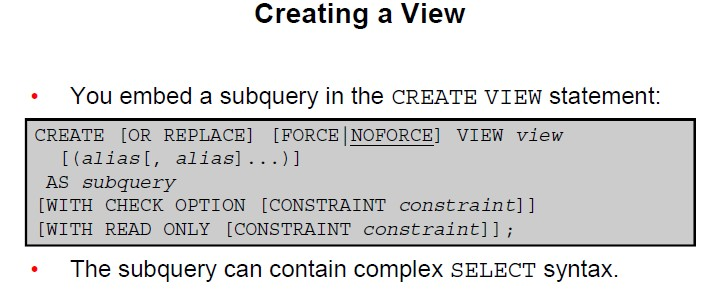 Creating a View
• You embed a subquery in the CREATE VIEW statement:
CREATE [OR REPLACE] [FORCE|NOFORCE] VIEW view
[(alias[, alias]...)]
AS subquery
[WITH CHECK OPTION [CONSTRAINT constraint]]
[WITH READ ONLY [CONSTRAINT constraint]];
• The subquery can contain complex SELECT syntax.